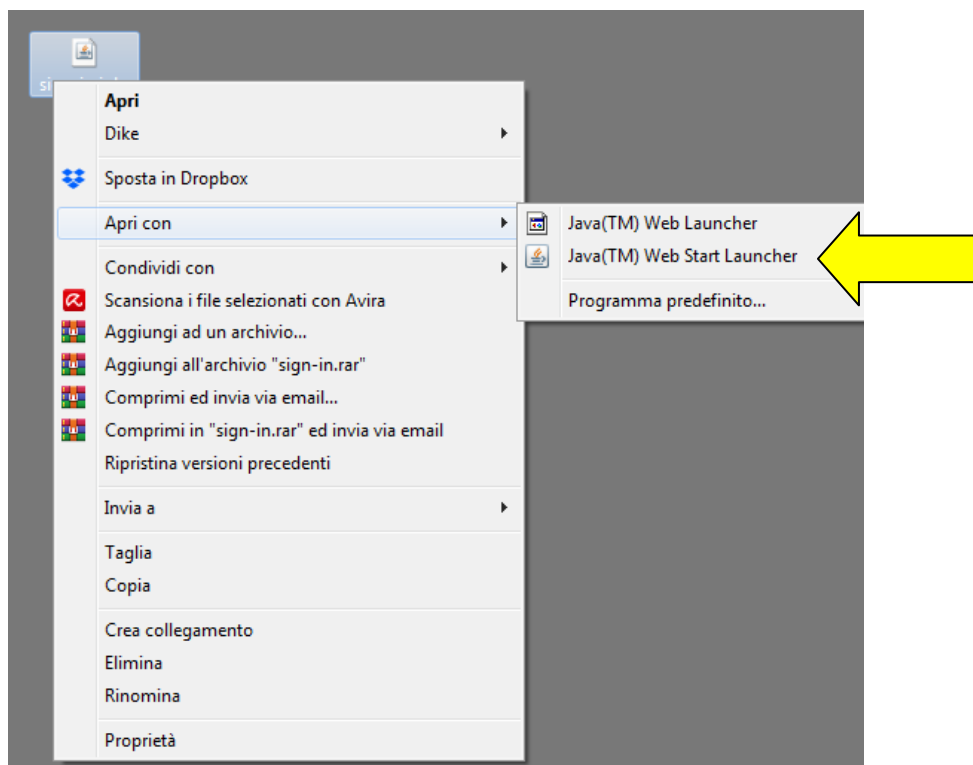 Apri
Dike
Sposta in Dropbox
Apri con
Condividi con
Scansiona i file selezionati con Avira
Aggiungi ad un archivio...
Aggiungi all'archivio "sign-in.rar"
Comprimi ed invia via email...
Comprimi in "sign-in.rar" ed invia via email
Ripristina versioni precedenti
Invia a
Taglia
Copia
Crea collegamento
Elimina
Rinomina
Proprietà
Java(TM) Web Launcher
Java(TM) Web Start Launcher
Programma predefinito...